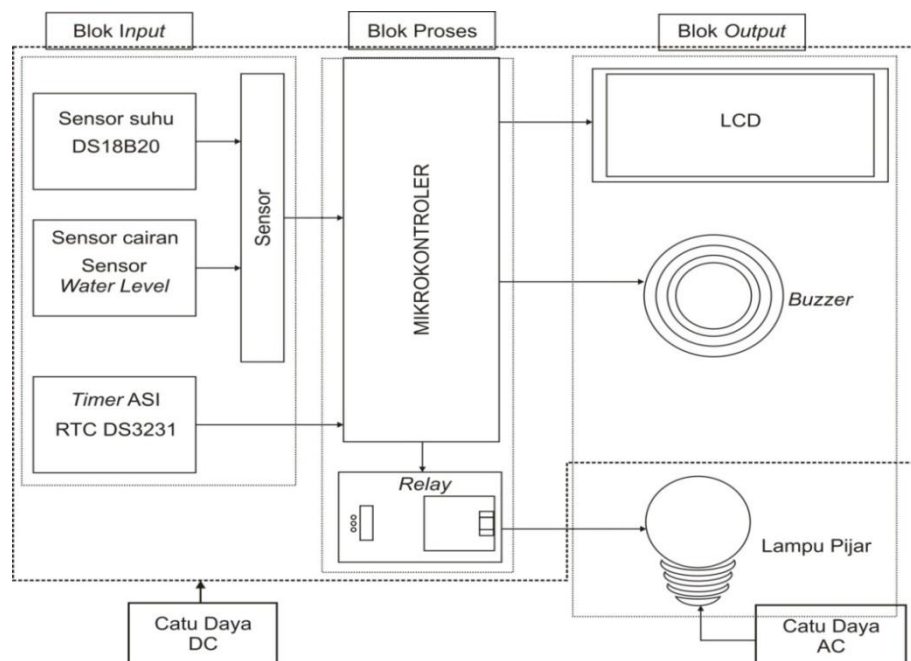 Blok Input
Blok Proses
Blok Output
Sensor suhu
DS18B20
Sensor cairan
Sensor
Water Level
Timer ASI
RTC DS3231
Sensor
MIKROKONTROLER
Relay
LCD
Buzzer
Lampu Pijar
Catu Daya
DC
Catu Daya
AC